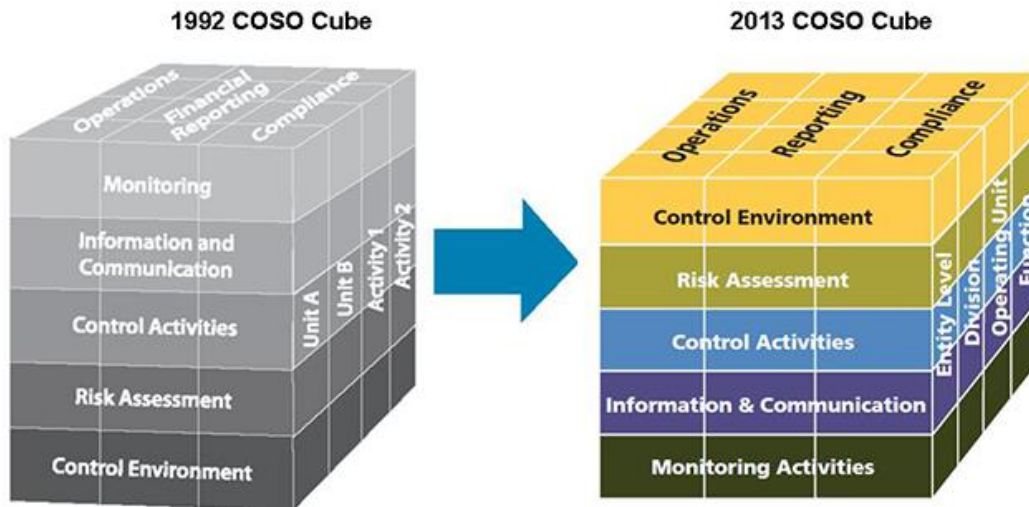 1992 COSO Cube
Operations
Financial
Reporting
Compliance
Monitoring
Information and
Communication
Control Activities
Risk Assessment
Control Environment
Unit A
Unit B
Activity 1
Activity 2
2013 COSO Cube
Operations
Reporting
Compliance
Control Environment
Risk Assessment
Control Activities
Information & Communication
Monitoring Activities
Entity Level
Division
Operating Unit
Function